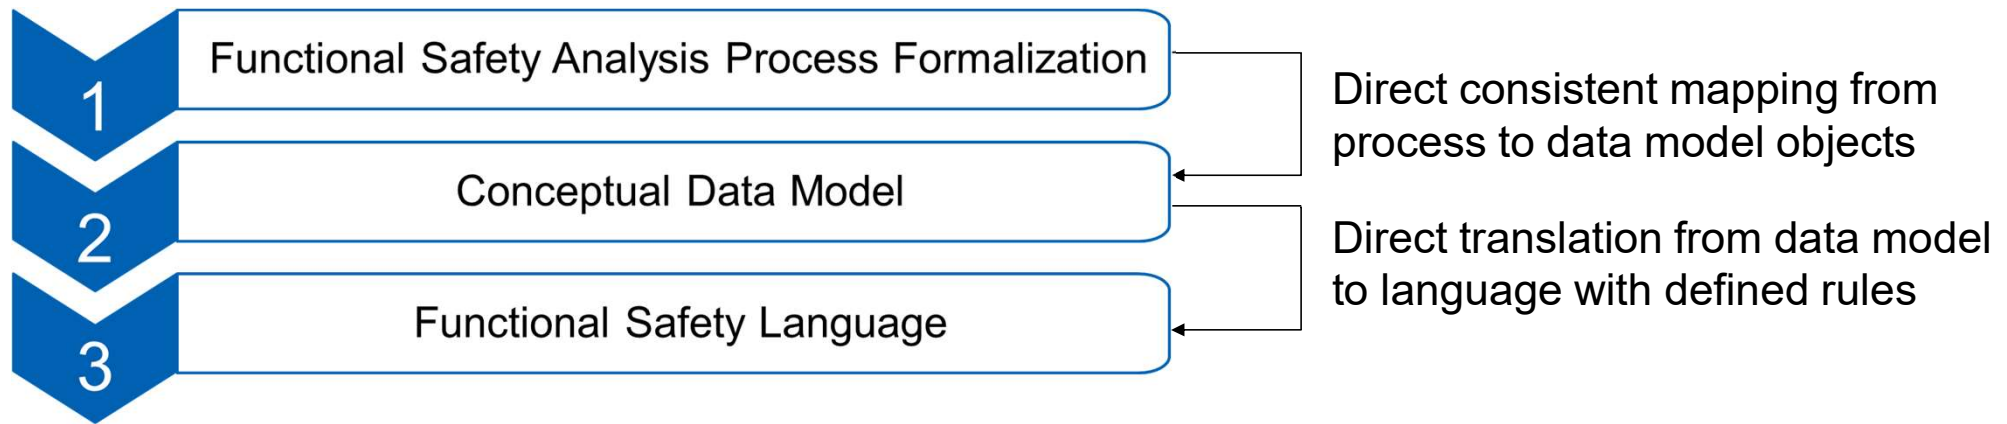 1
Functional Safety Analysis Process Formalization
Direct consistent mapping from
process to data model objects
2
Conceptual Data Model
Direct translation from data model
to language with defined rules
3
Functional Safety Language